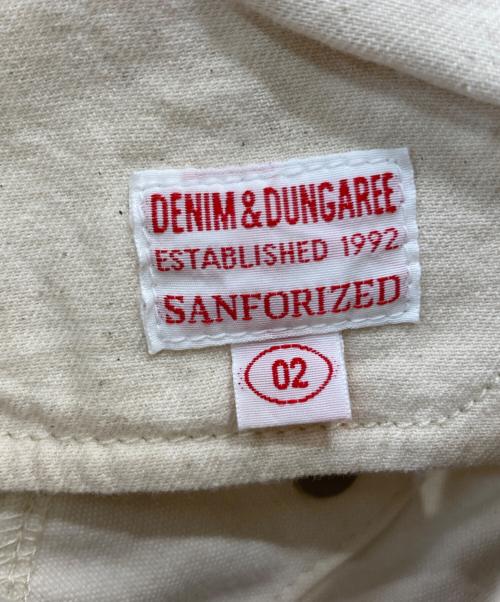 DENIM & DUNGAREE
ESTABLISHED 1992
SANFORIZED
02